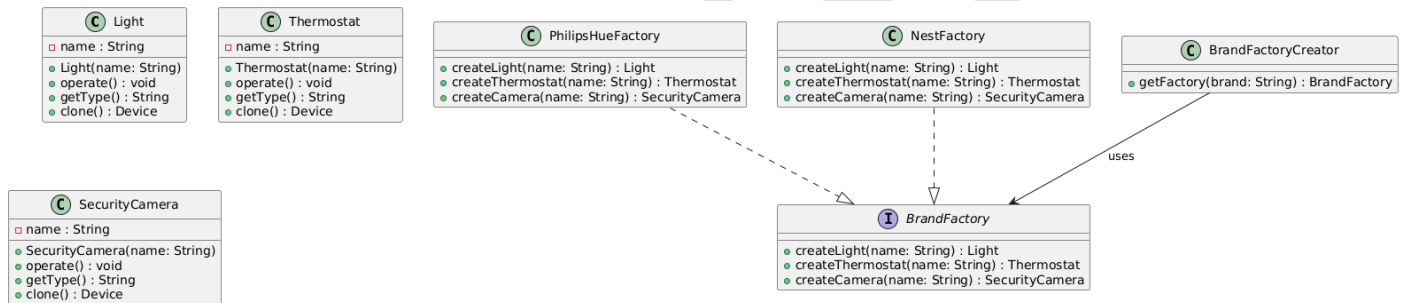 C Light
name : String
Light(name: String)
operate() : void
getType() : String
clone() : Device
C Thermostat
name : String
Thermostat(name: String)
operate() : void
getType() : String
clone() : Device
C PhilipsHueFactory
createLight(name: String) : Light
createThermostat(name: String) : Thermostat
createCamera(name: String) : SecurityCamera
C NestFactory
createLight(name: String) : Light
createThermostat(name: String) : Thermostat
createCamera(name: String) : SecurityCamera
C BrandFactoryCreator
getFactory(brand: String) : BrandFactory
uses
C SecurityCamera
name : String
SecurityCamera(name: String)
operate() : void
getType() : String
clone() : Device
I BrandFactory
createLight(name: String) : Light
createThermostat(name: String) : Thermostat
createCamera(name: String) : SecurityCamera